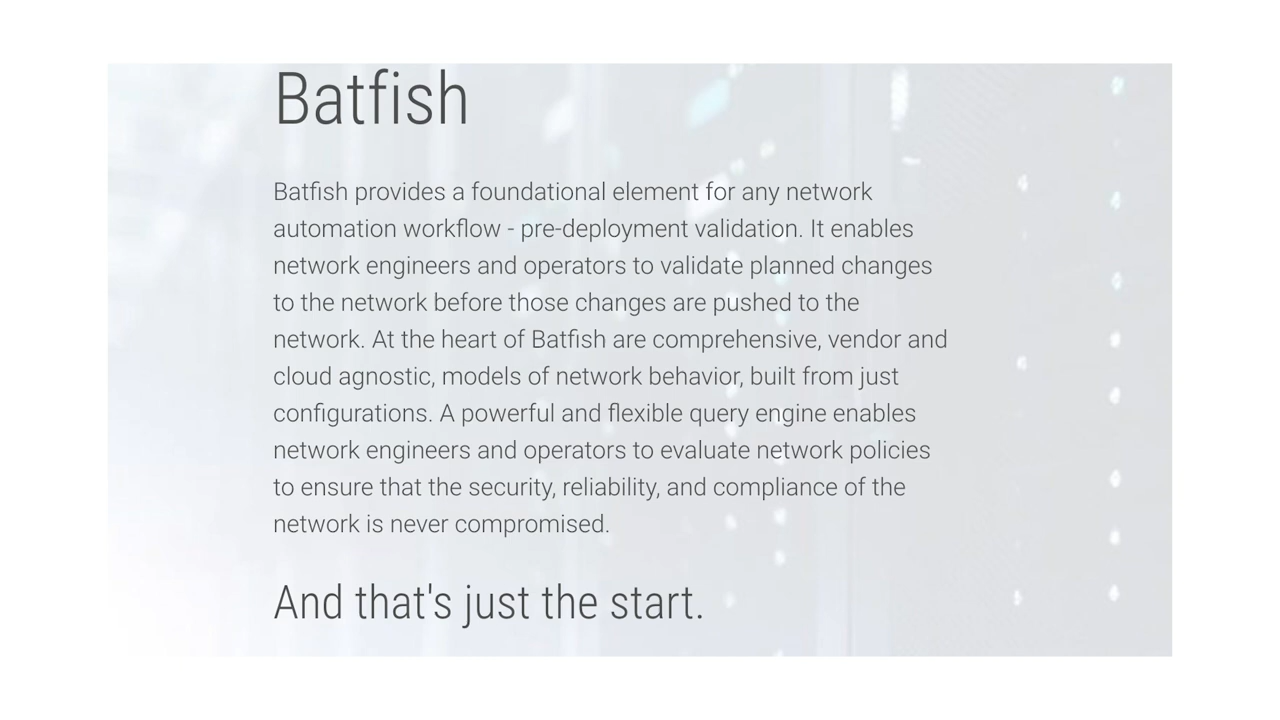 Batfish
Batfish provides a foundational element for any network
automation workflow - pre-deployment validation. It enables
network engineers and operators to validate planned changes
to the network before those changes are pushed to the
network. At the heart of Batfish are comprehensive, vendor and
cloud agnostic, models of network behavior, built from just
configurations. A powerful and flexible query engine enables
network engineers and operators to evaluate network policies
to ensure that the security, reliability, and compliance of the
network is never compromised.
And that's just the start.